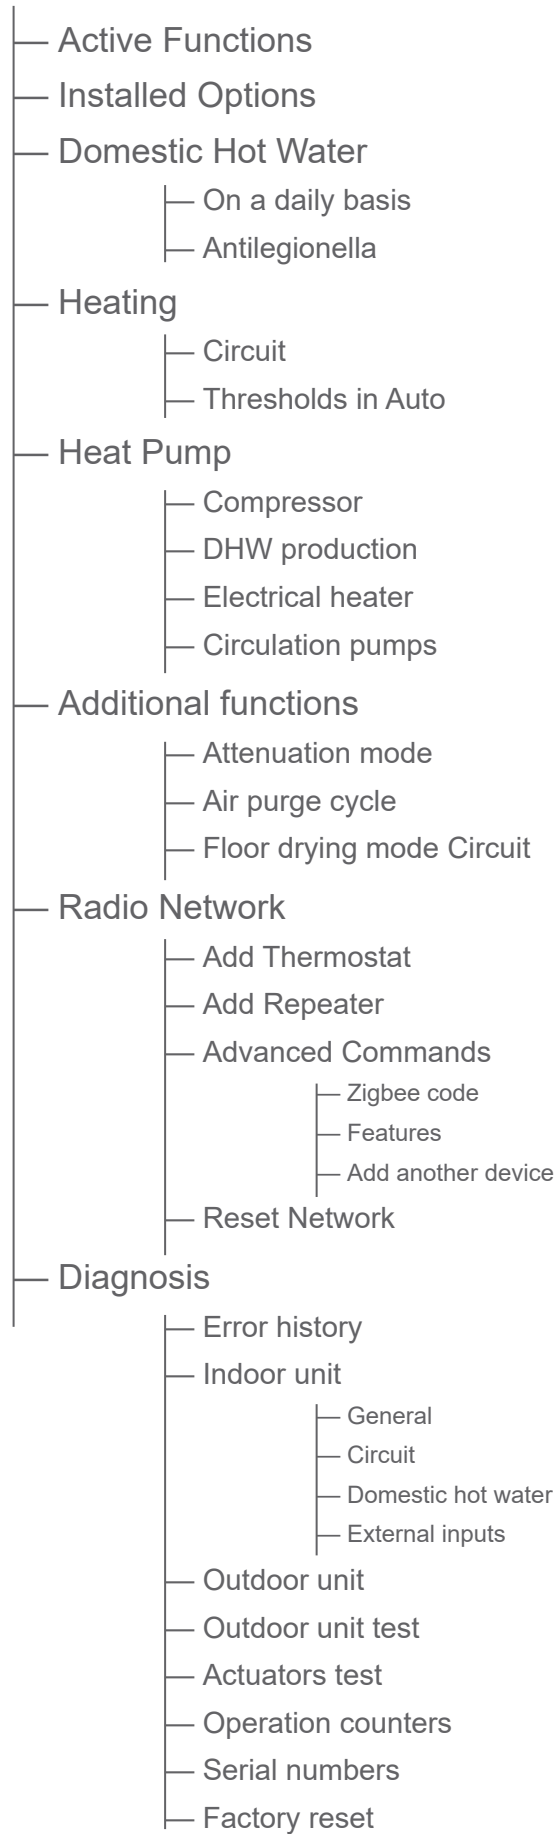 Active Functions
Installed Options
Domestic Hot Water
On a daily basis
Antilegionella
Heating
Circuit
Thresholds in Auto
Heat Pump
Compressor
DHW production
Electrical heater
Circulation pumps
Additional functions
Attenuation mode
Air purge cycle
Floor drying mode Circuit
Radio Network
Add Thermostat
Add Repeater
Advanced Commands
Zigbee code
Features
Add another device
Reset Network
Diagnosis
Error history
Indoor unit
General
Circuit
Domestic hot water
External inputs
Outdoor unit
Outdoor unit test
Actuators test
Operation counters
Serial numbers
Factory reset